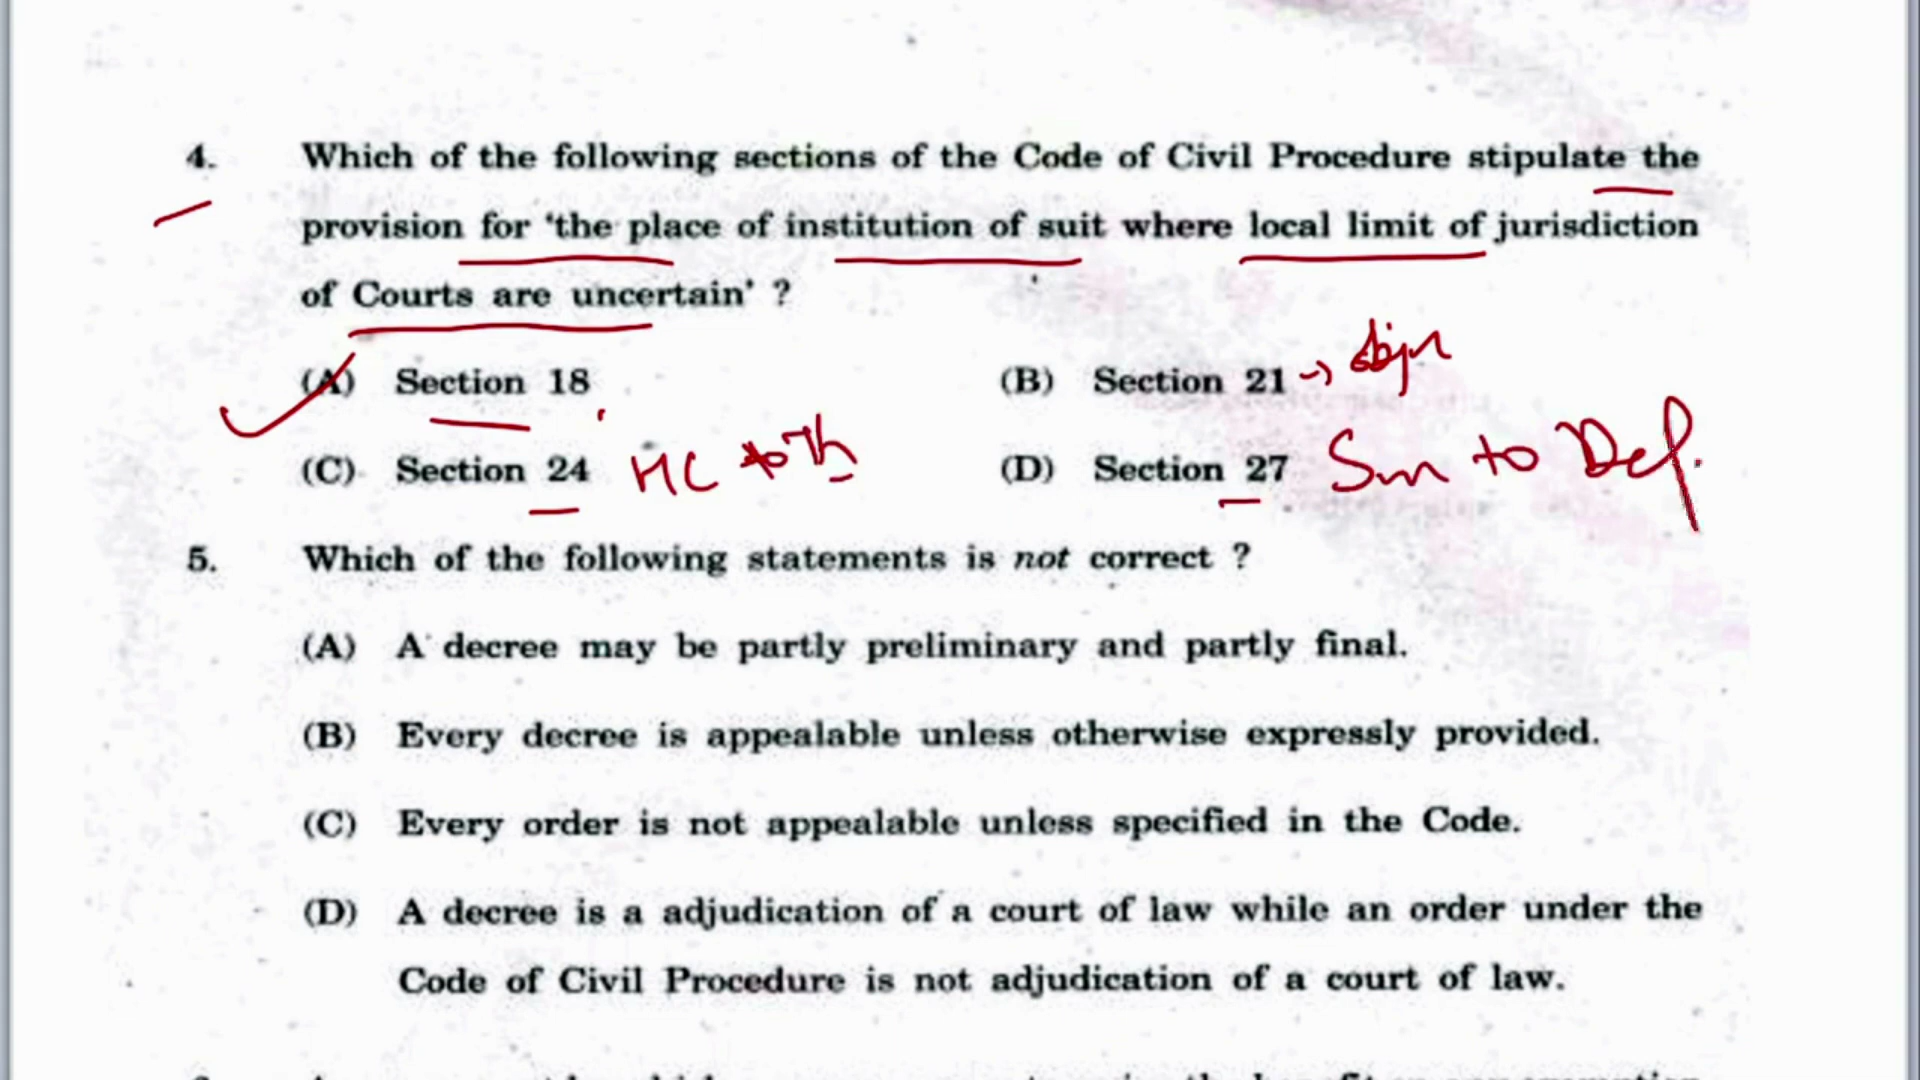 4. Which of the following sections of the Code of Civil Procedure stipulate the
provision for 'the place of institution of suit where local limit of jurisdiction
of Courts are uncertain' ?
(A) Section 18 (B) Section 21 →
(C) Section 24 HC to (D) Section 27 Sm to Def.
5. Which of the following statements is not correct ?
(A) A decree may be partly preliminary and partly final.
(B) Every decree is appealable unless otherwise expressly provided.
(C) Every order is not appealable unless specified in the Code.
(D) A decree is a adjudication of a court of law while an order under the
Code of Civil Procedure is not adjudication of a court of law.